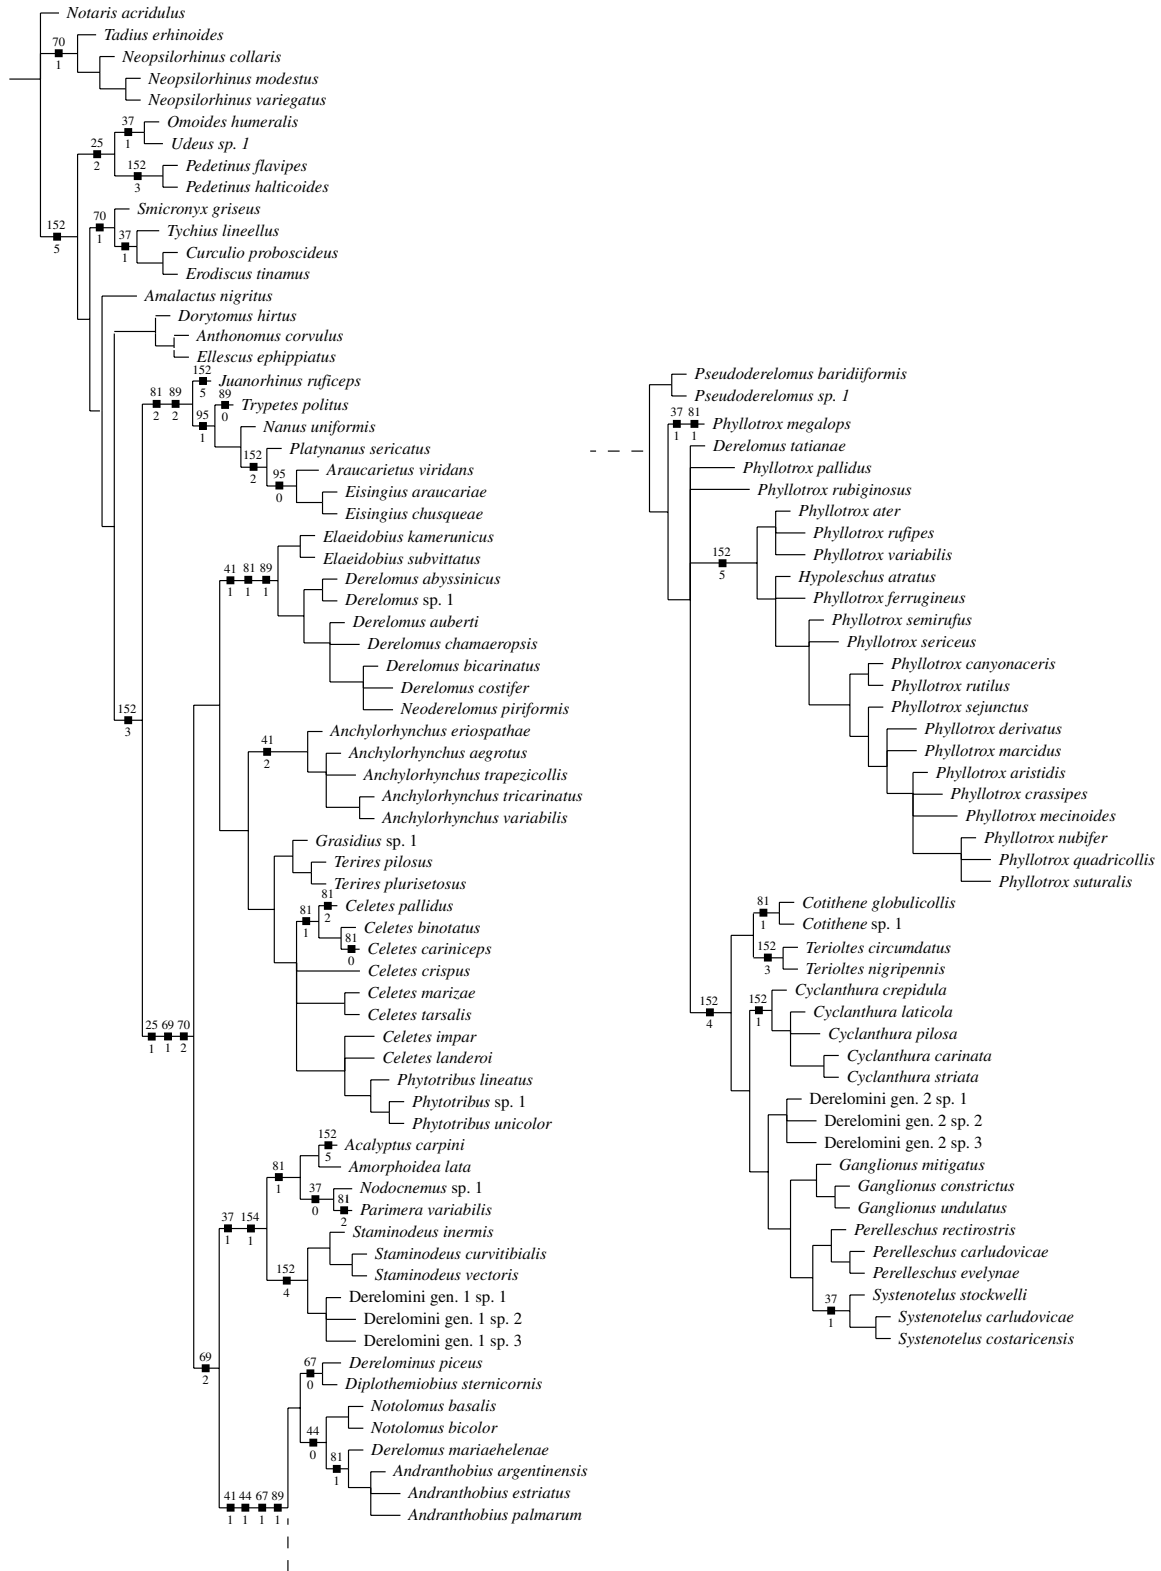 Notaris acridulus
Tadius erhinoides
70
1
Neopsilorhinus collaris
Neopsilorhinus modestus
Neopsilorhinus variegatus
Omoides humeralis
37
1
Udeus sp. 1
25
2
Pedetinus flavipes
152
3
Pedetinus halticoides
Smicronyx griseus
70
1
Tychius lineellus
37
1
152
5
Curculio proboscideus
Erodiscus tinamus
Amalactus nigritus
Dorytomus hirtus
Anthonomus corvulus
Ellescus ephippiatus
152
5
Juanorhinus ruficeps
81 89
2 2
89
0
Trypetes politus
95
1
Nanus uniformis
Platynanus sericatus
152
2
Araucarietus viridans
95
0
Eisingius araucariae
Eisingius chusqueae
Elaeidobius kamerunicus
Elaeidobius subvittatus
41 81 89
1 1 1
Derelomus abyssinicus
Derelomus sp. 1
Derelomus auberti
Derelomus chamaeropsis
Derelomus bicarinatus
Derelomus costifer
Neoderelomus piriformis
152
3
Anchylorhynchus eriospathae
41
2
Anchylorhynchus aegrotus
Anchylorhynchus trapezicollis
Anchylorhynchus tricarinatus
Anchylorhynchus variabilis
Grasidius sp. 1
Terires pilosus
Terires plurisetosus
81
2
Celetes pallidus
81
1
Celetes binotatus
81
0
Celetes cariniceps
Celetes crispus
Celetes marizae
Celetes tarsalis
25 69 70
1 1 2
Celetes impar
Celetes landeroi
Phytotribus lineatus
Phytotribus sp. 1
Phytotribus unicolor
152
5
Acalyptus carpini
Amorphoidea lata
81
1
Nodocnemus sp. 1
37
0
81
2
Parimera variabilis
37 154
1 1
Staminodeus inermis
Staminodeus curvitibialis
Staminodeus vectoris
152
4
Derelomini gen. 1 sp. 1
Derelomini gen. 1 sp. 2
Derelomini gen. 1 sp. 3
69
2
Derelominus piceus
67
0
Diplothemiobius sternicornis
Notolomus basalis
Notolomus bicolor
44
0
Derelomus mariaehelenae
81
1
Andranthobius argentinensis
Andranthobius estriatus
Andranthobius palmarum
41 44 67 89
1 1 1 1
Pseudoderelomus baridiiformis
Pseudoderelomus sp. 1
37 81
1 1
Phyllotrox megalops
Derelomus tatianae
Phyllotrox pallidus
Phyllotrox rubiginosus
Phyllotrox ater
Phyllotrox rufipes
Phyllotrox variabilis
152
5
Hypoleschus atratus
Phyllotrox ferrugineus
Phyllotrox semirufus
Phyllotrox sericeus
Phyllotrox canyonaceris
Phyllotrox rutilus
Phyllotrox sejunctus
Phyllotrox derivatus
Phyllotrox marcidus
Phyllotrox aristidis
Phyllotrox crassipes
Phyllotrox mecinoides
Phyllotrox nubifer
Phyllotrox quadricollis
Phyllotrox suturalis
Cotithene globulicollis
81
1
Cotithene sp. 1
Terioltes circumdatus
152
3
Terioltes nigripennis
Cyclanthura crepidula
152
4
152
1
Cyclanthura laticola
Cyclanthura pilosa
Cyclanthura carinata
Cyclanthura striata
Derelomini gen. 2 sp. 1
Derelomini gen. 2 sp. 2
Derelomini gen. 2 sp. 3
Ganglionus mitigatus
Ganglionus constrictus
Ganglionus undulatus
Perelleschus rectirostris
Perelleschus carludovicae
Perelleschus evelynae
Systenotelus stockwelli
37
1
Systenotelus carludovicae
Systenotelus costaricensis